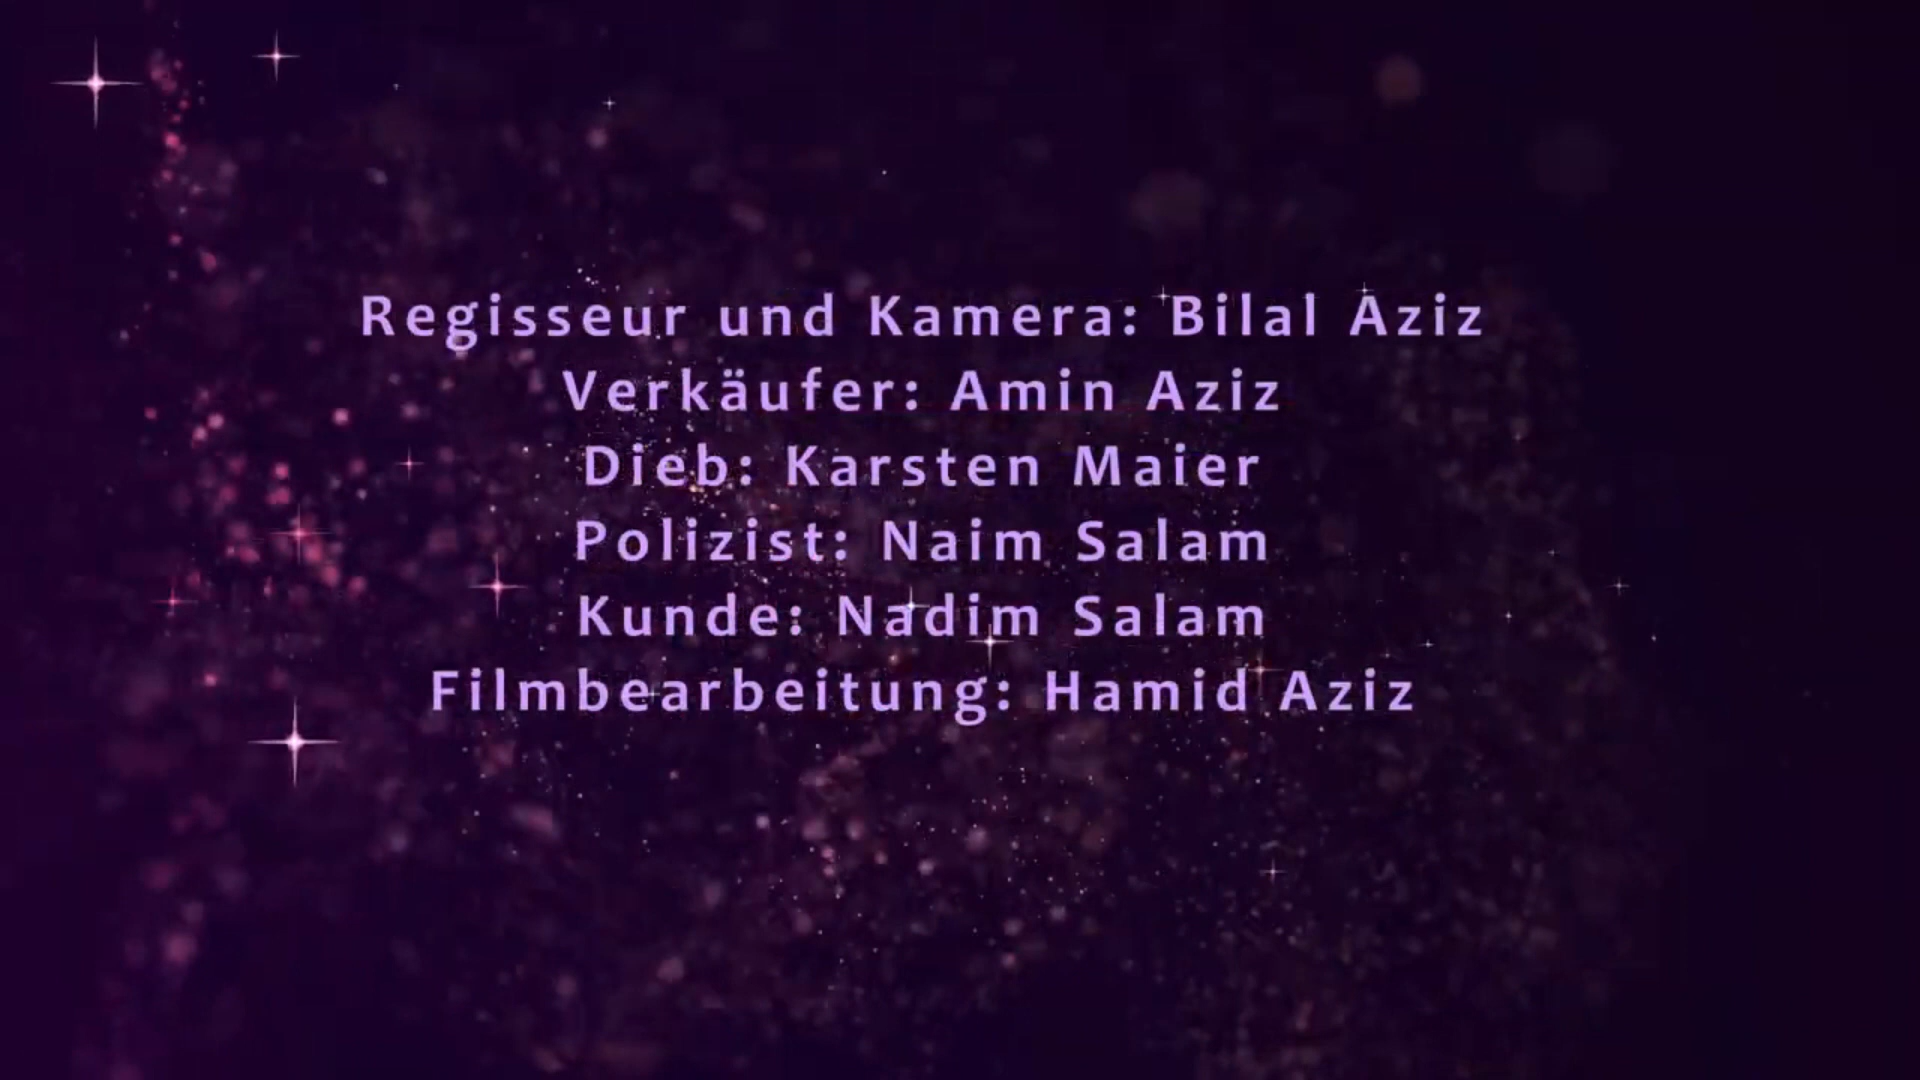 Regisseur und Kamera: Bilal Aziz
Verkäufer: Amin Aziz
Dieb: Karsten Maier
Polizist: Naim Salam
Kunde: Nadim Salam
Filmbearbeitung: Hamid Aziz